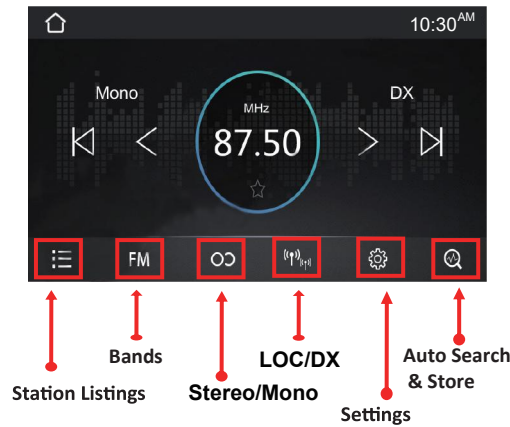 10:30AM
Mono
DX
MHz
87.50
FM
Bands
LOC/DX
Auto Search
& Store
Station Listings
Stereo/Mono
Settings